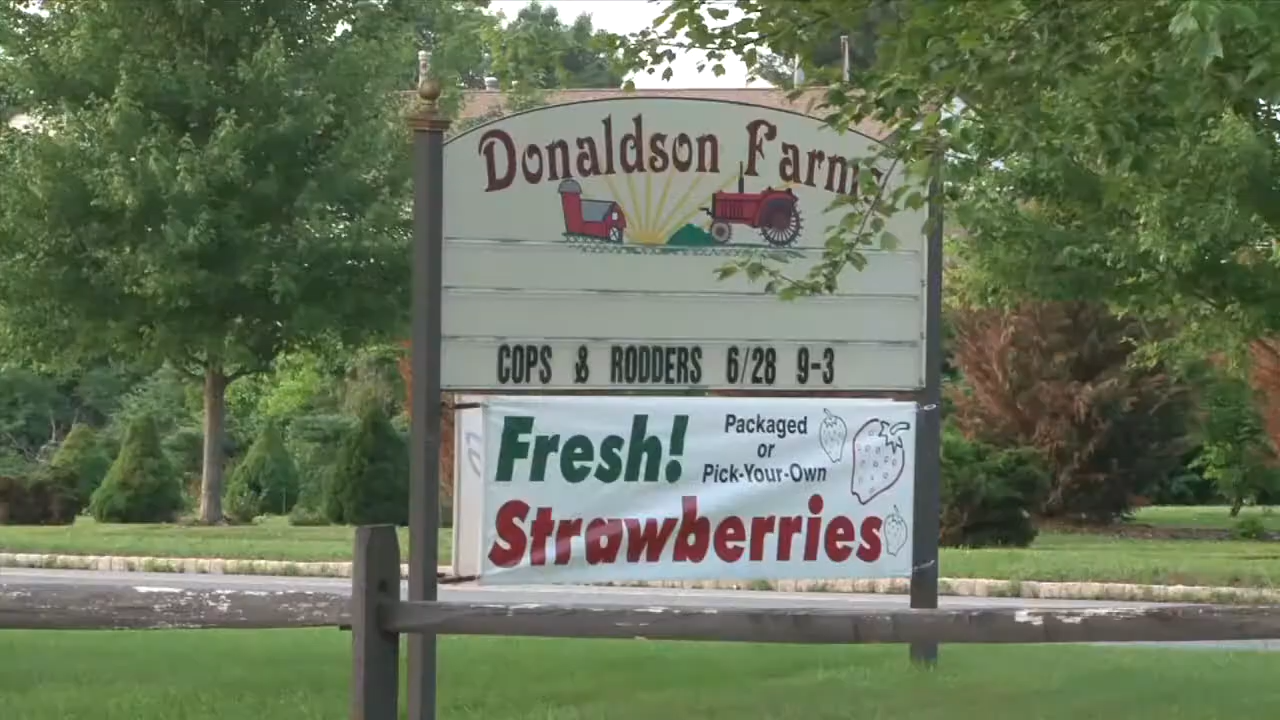 Donaldson Farms
COPS & RODDERS 6/28 9-3
Fresh!
Packaged
or
Pick-Your-Own
Strawberries